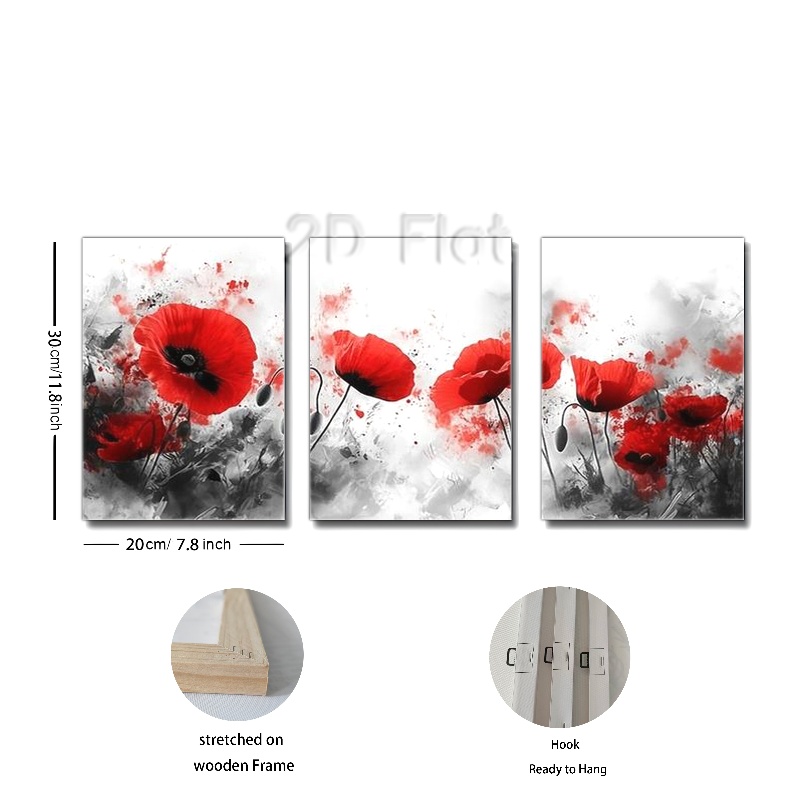 2D Flat
30cm/11.8inch
20cm/ 7.8 inch
stretched on
wooden Frame
Hook
Ready to Hang